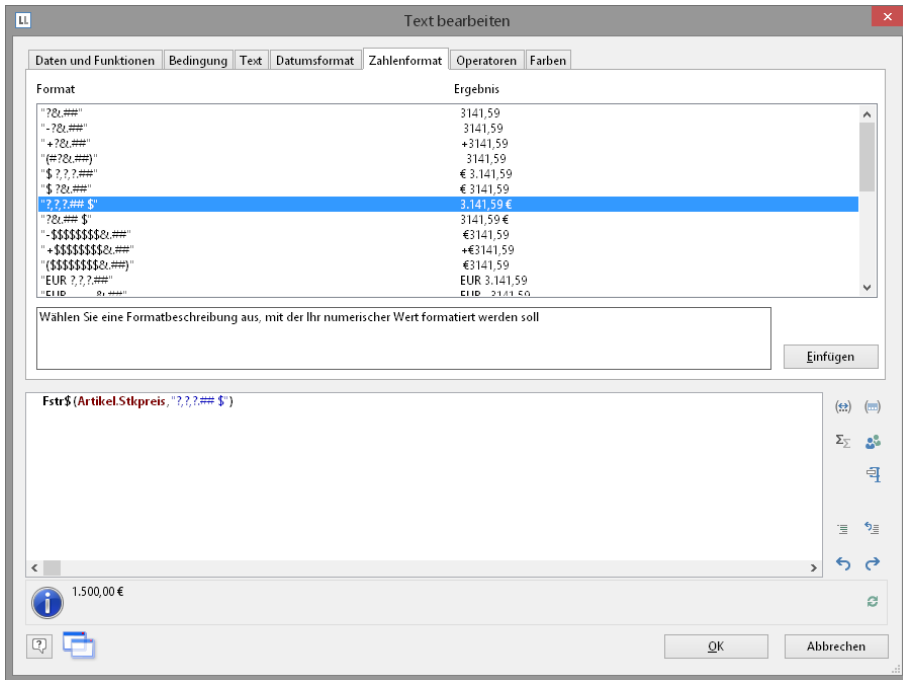 LL
Text bearbeiten
Daten und Funktionen Bedingung Text Datumsformat Zahlenformat Operatoren Farben
Format Ergebnis
"?&.##" 3141,59
"-?&.##" 3141,59
"+?&.##" +3141,59
"(#?&.##)" 3141,59
"$ ?,?,?.##" € 3.141,59
"$ ?&.##" € 3141,59
"?,?,?.## $" 3.141,59 €
"?&.## $" 3141,59 €
"-$$$$$$$$&.##" €3141,59
"+$$$$$$$$&.##" +€3141,59
"($$$$$$$$&.##)" €3141,59
"EUR ?,?,?.##" EUR 3.141,59
Wählen Sie eine Formatbeschreibung aus, mit der Ihr numerischer Wert formatiert werden soll
Einfügen
Fstr$(Artikel.Stkpreis,"?,?,?.## $")
1.500,00 €
OK Abbrechen